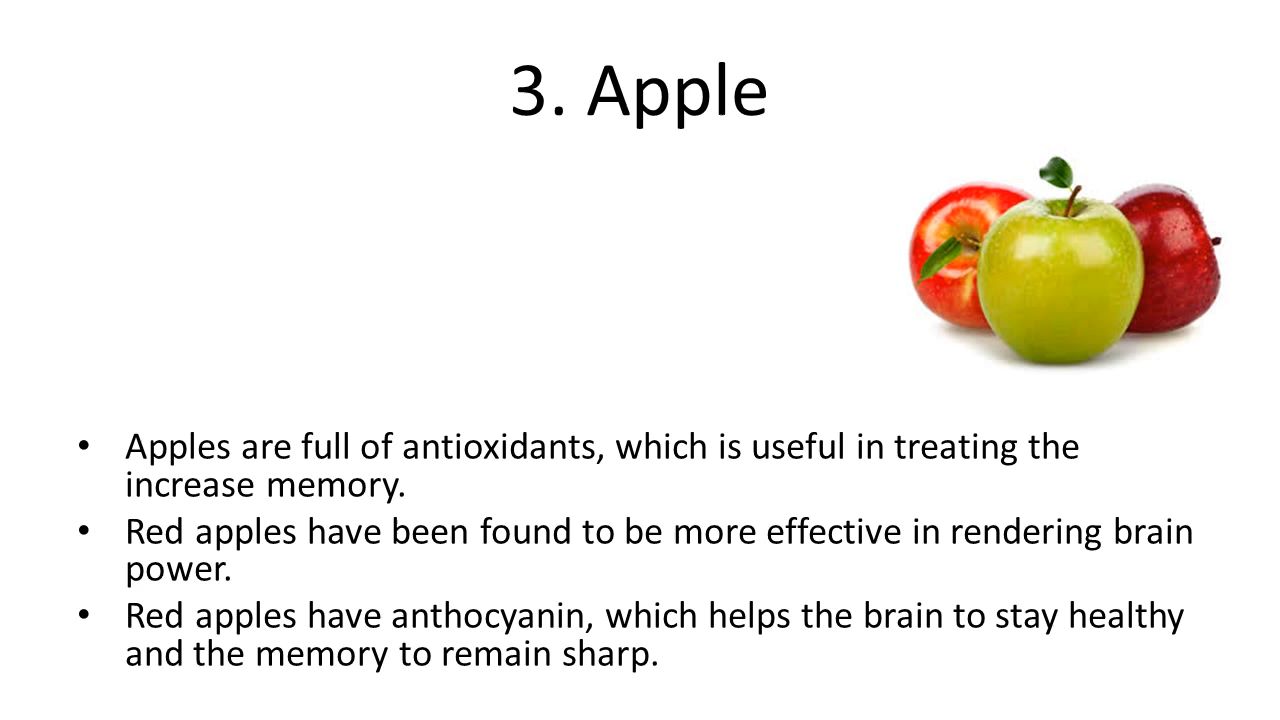 3. Apple
• Apples are full of antioxidants, which is useful in treating the
increase memory.
• Red apples have been found to be more effective in rendering brain
power.
• Red apples have anthocyanin, which helps the brain to stay healthy
and the memory to remain sharp.